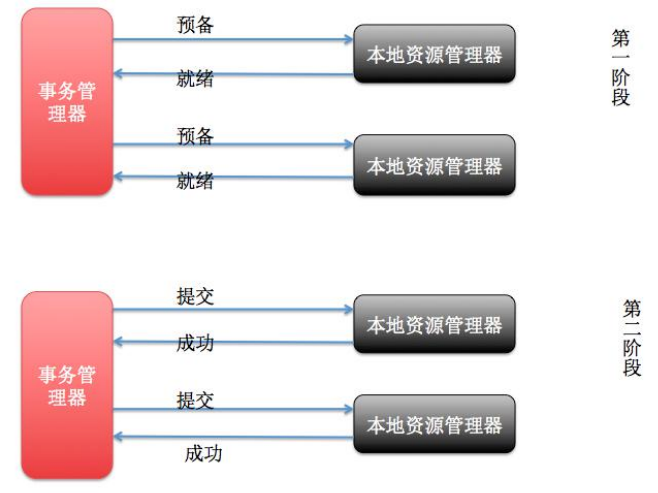 预备
本地资源管理器
就绪
事务管
理器
预备
本地资源管理器
就绪
第一阶段
提交
本地资源管理器
成功
事务管
理器
提交
本地资源管理器
成功
第二阶段